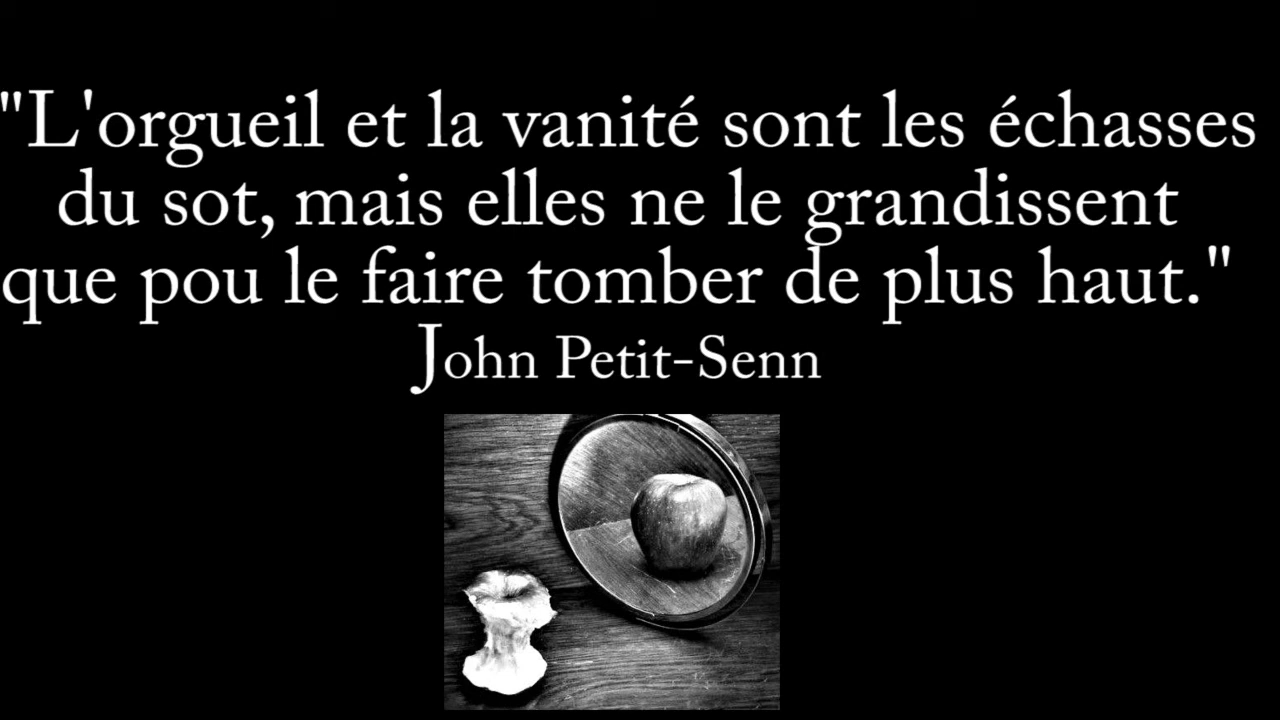 "L'orgueil et la vanité sont les échasses
du sot, mais elles ne le grandissent
que pou le faire tomber de plus haut."
John Petit-Senn